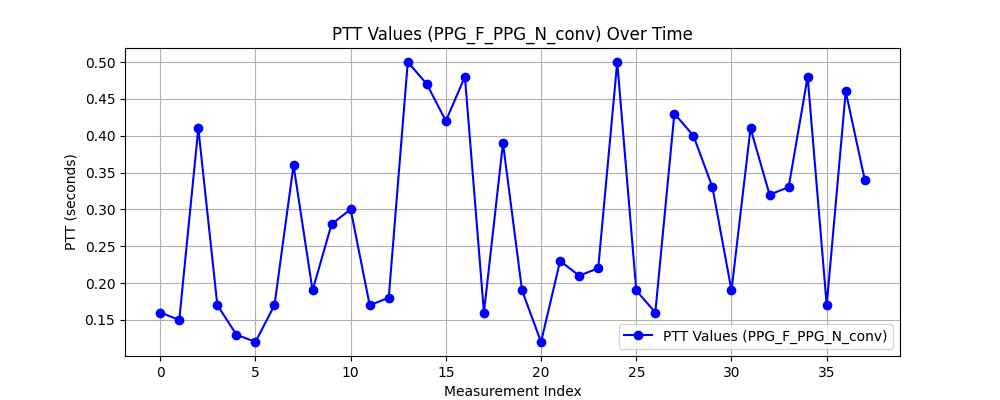 PTT Values (PPG_F_PPG_N_conv) Over Time
PTT (seconds)
0.50
0.45
0.40
0.35
0.30
0.25
0.20
0.15
PTT Values (PPG_F_PPG_N_conv)
0 5 10 15 20 25 30 35
Measurement Index